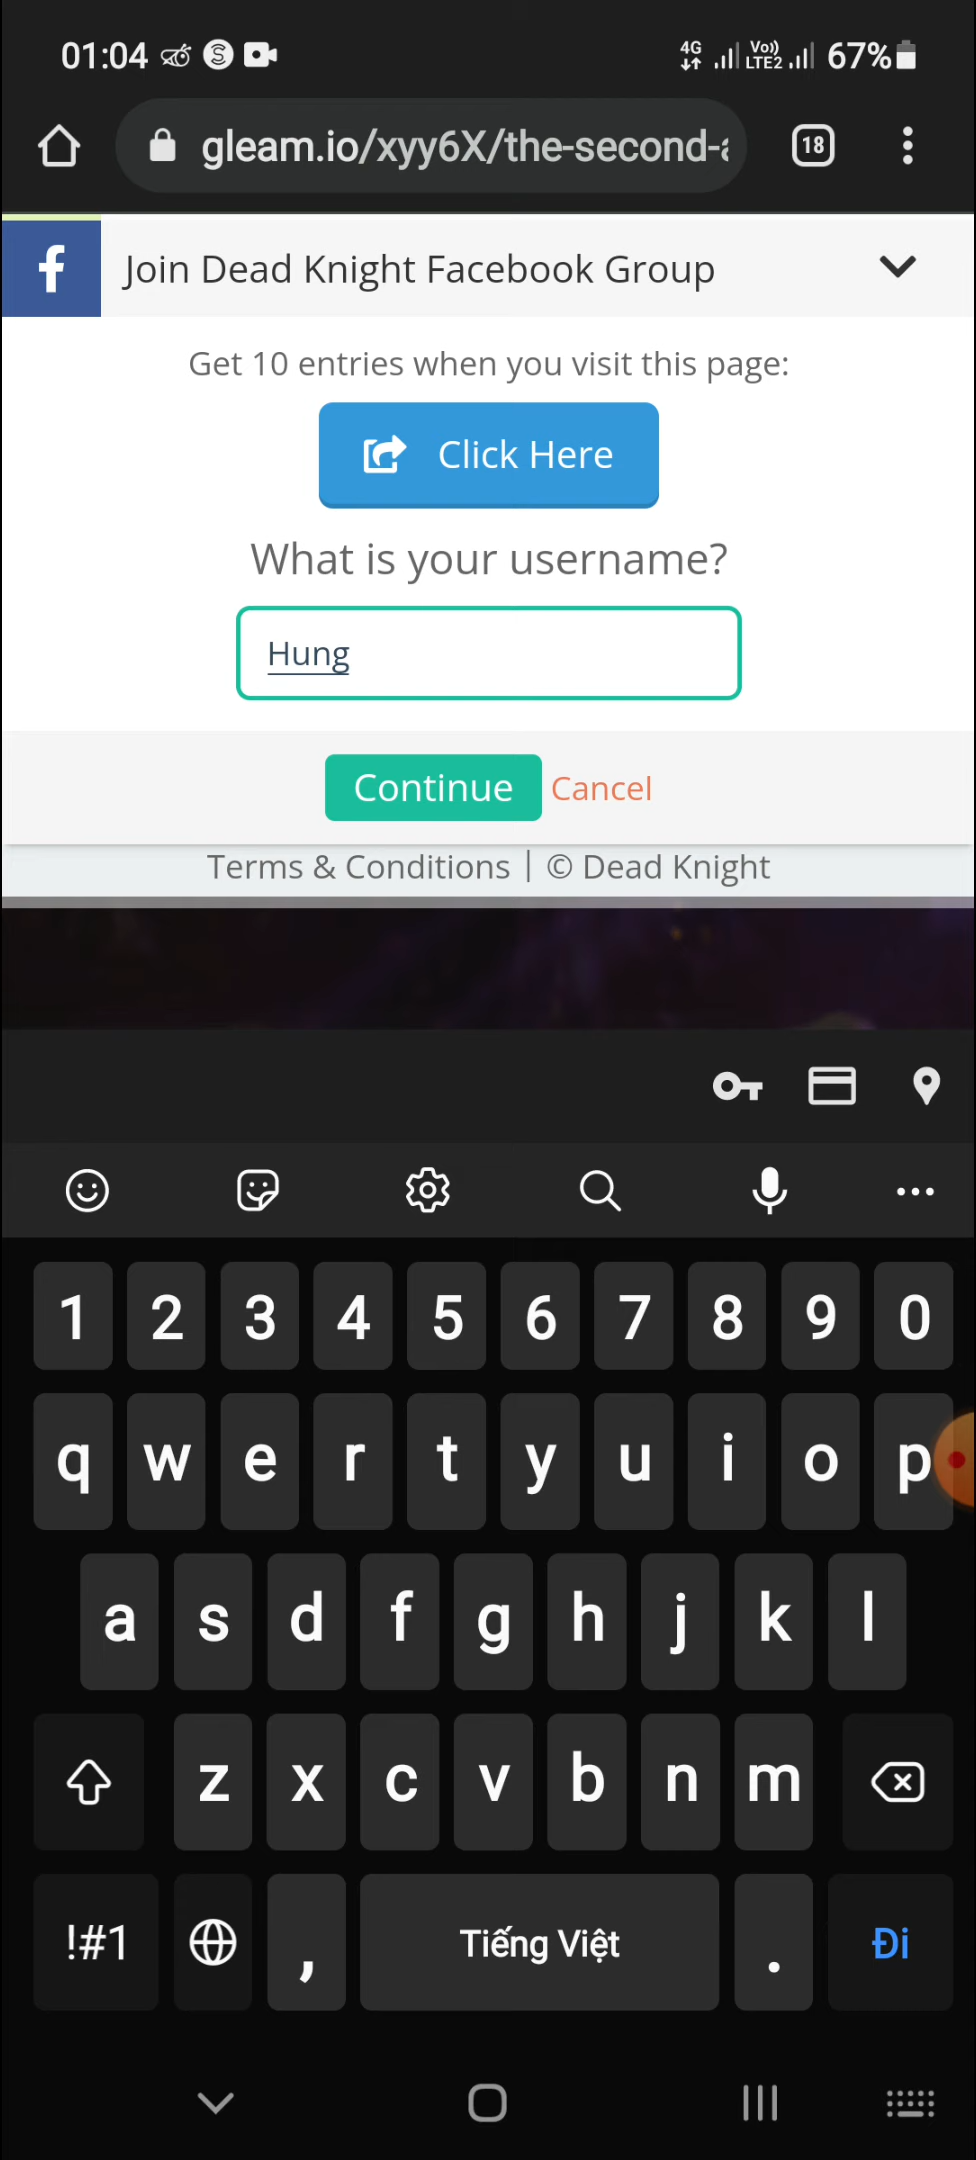 01:04 4G Vo)) LTE2 67%
gleam.io/xyy6X/the-second- 18
Join Dead Knight Facebook Group
Get 10 entries when you visit this page:
Click Here
What is your username?
Hung
Continue Cancel
Terms & Conditions | © Dead Knight
1 2 3 4 5 6 7 8 9 0
q w e r t y u i o p
a s d f g h j k l
z x c v b n m
!#1 , Tiếng Việt . Đi